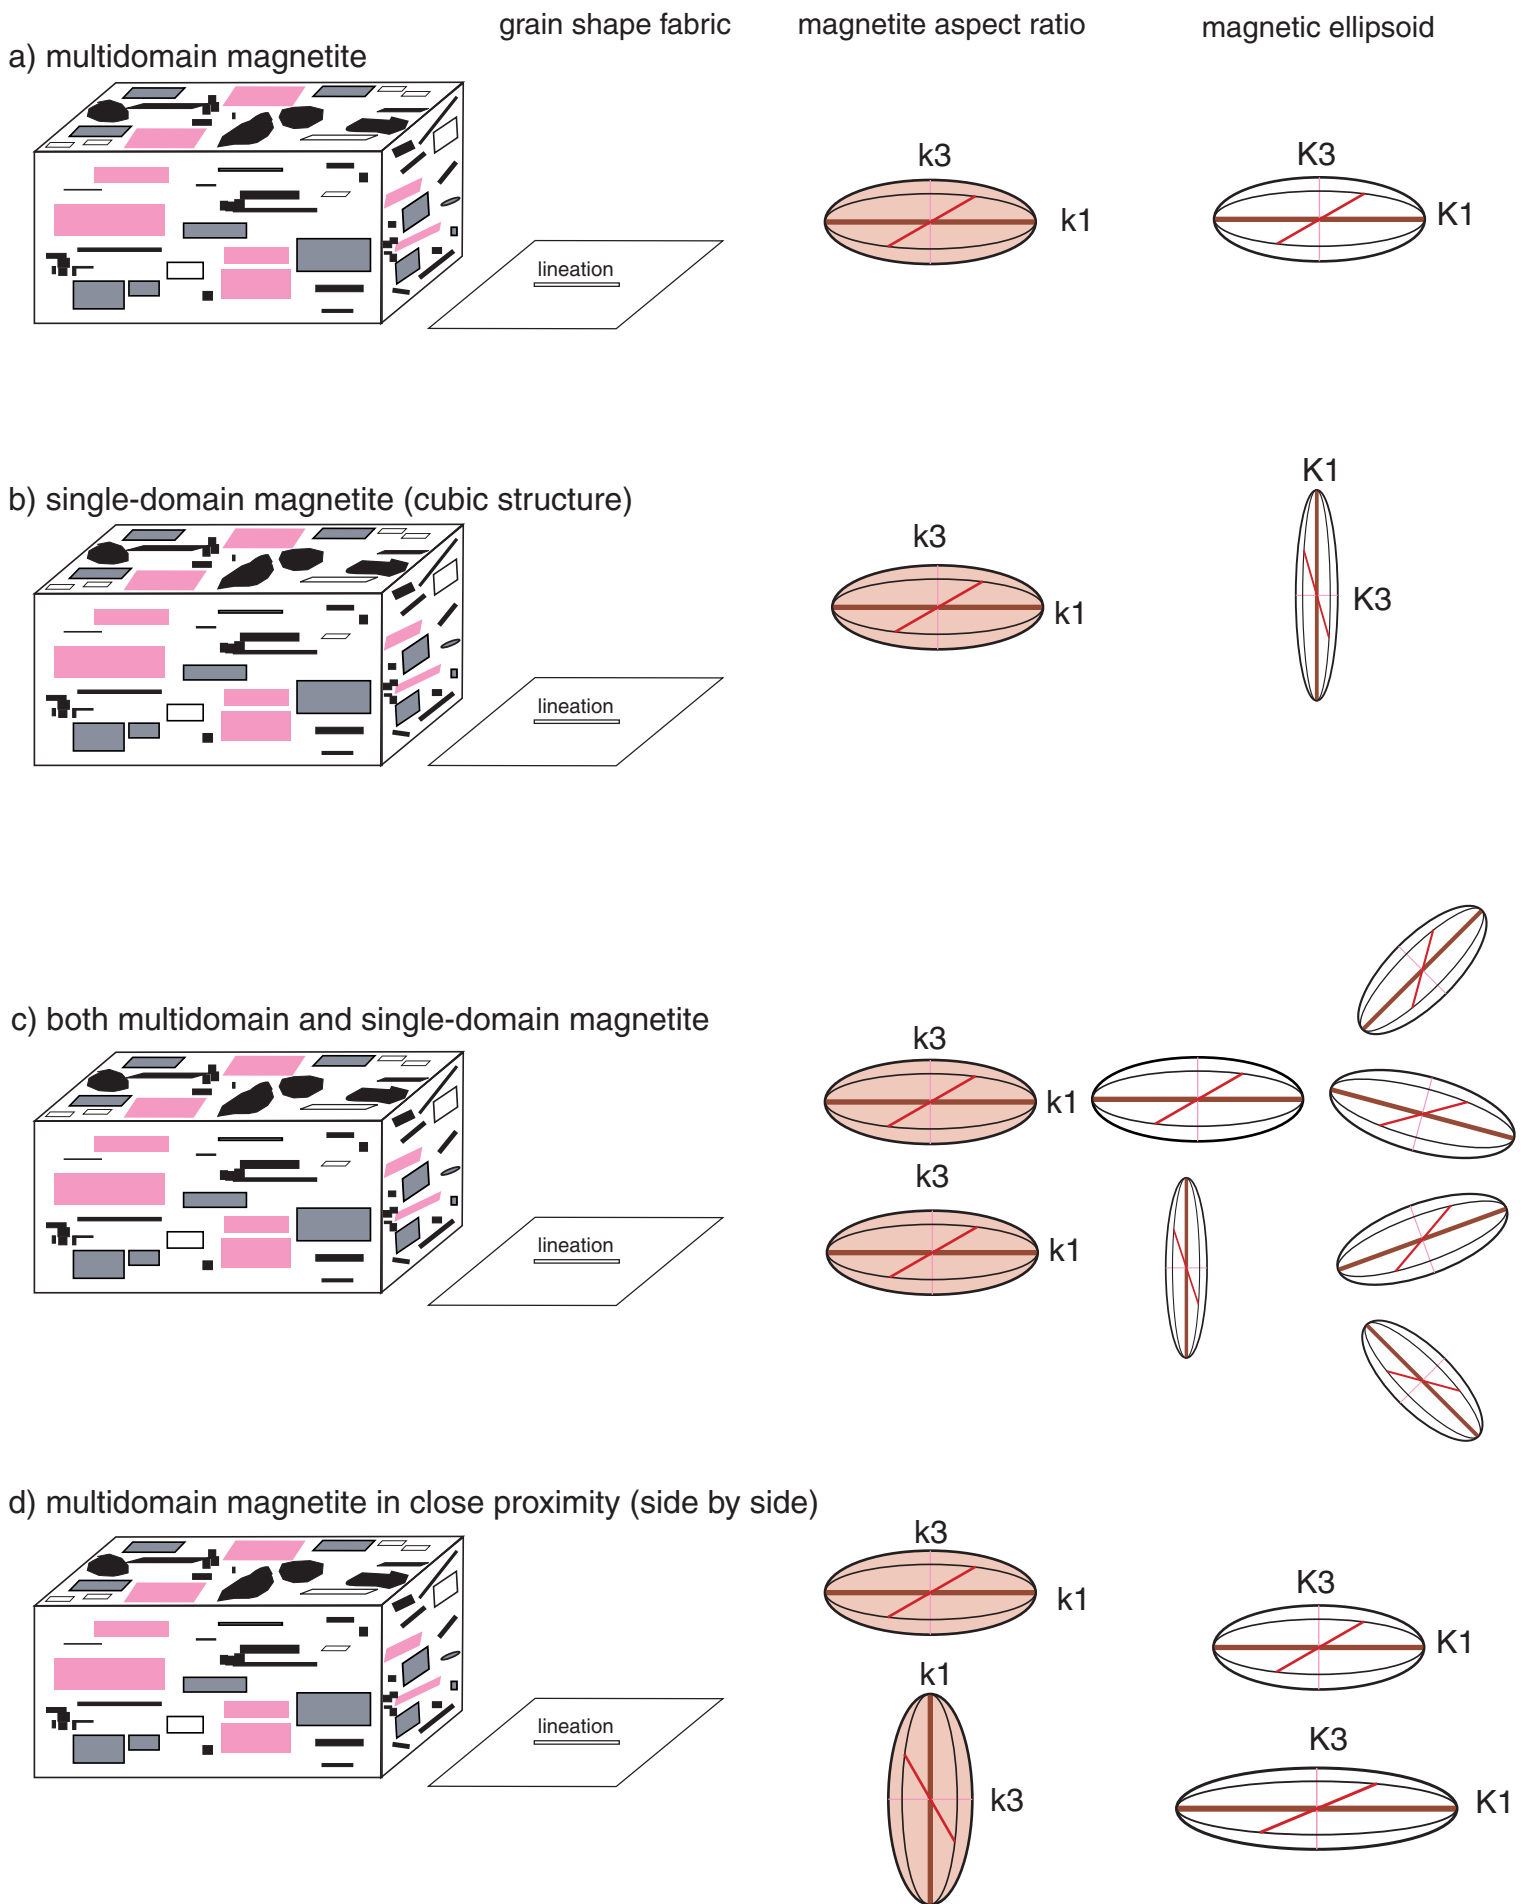 grain shape fabric
magnetite aspect ratio
magnetic ellipsoid
a) multidomain magnetite
k3
k1
K3
K1
lineation
b) single-domain magnetite (cubic structure)
k3
k1
K1
K3
lineation
c) both multidomain and single-domain magnetite
k3
k1
k3
k1
lineation
d) multidomain magnetite in close proximity (side by side)
k3
k1
K3
K1
lineation
k1
k3
K3
K1